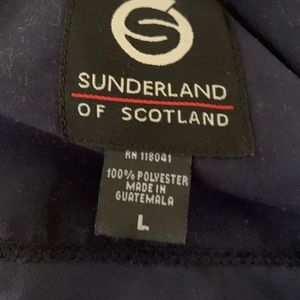 SUNDERLAND
OF SCOTLAND
RN 118041
100% POLYESTER
MADE IN
GUATEMALA
L